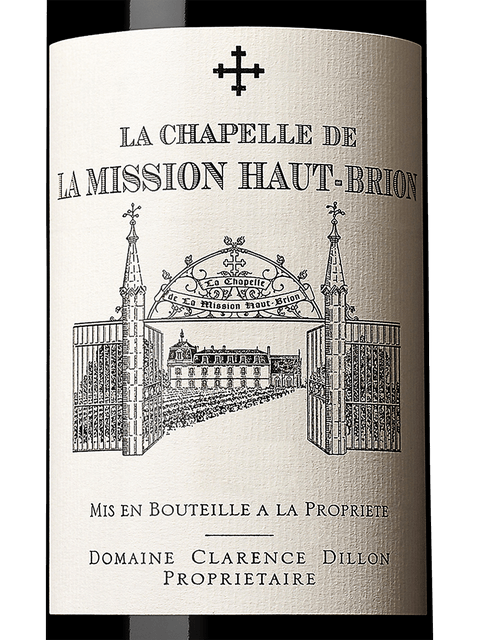 LA CHAPELLE DE
LA MISSION HAUT-BRION
La Chapelle
de La Mission Haut-Brion
MIS EN BOUTEILLE A LA PROPRIETE
DOMAINE CLARENCE DILLON
PROPRIETAIRE